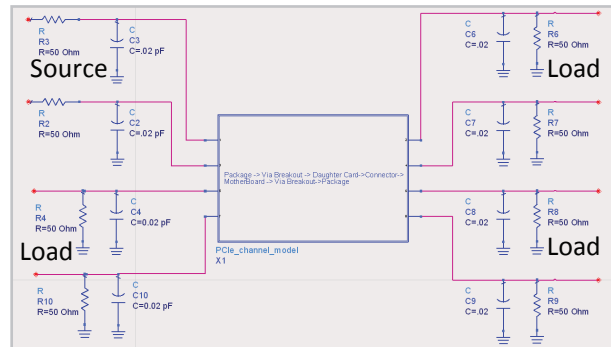 R
R3
R=50 Ohm
C
C3
C=.02 pF
Source
C
C6
C=.02
R
R6
R=50 Ohm
Load
R
R2
R=50 Ohm
C
C2
C=.02 pF
C
C7
C=.02
R
R7
R=50 Ohm
Package -> Via Breakout -> Daughter Card->Connector->
MotherBoard -> Via Breakout->Package
R
R4
R=50 Ohm
C
C4
C=0.02 pF
Load
C
C8
C=.02
R
R8
R=50 Ohm
Load
PCIe_channel_model
X1
R
R10
R=50 Ohm
C
C10
C=0.02 pF
C
C9
C=.02
R
R9
R=50 Ohm